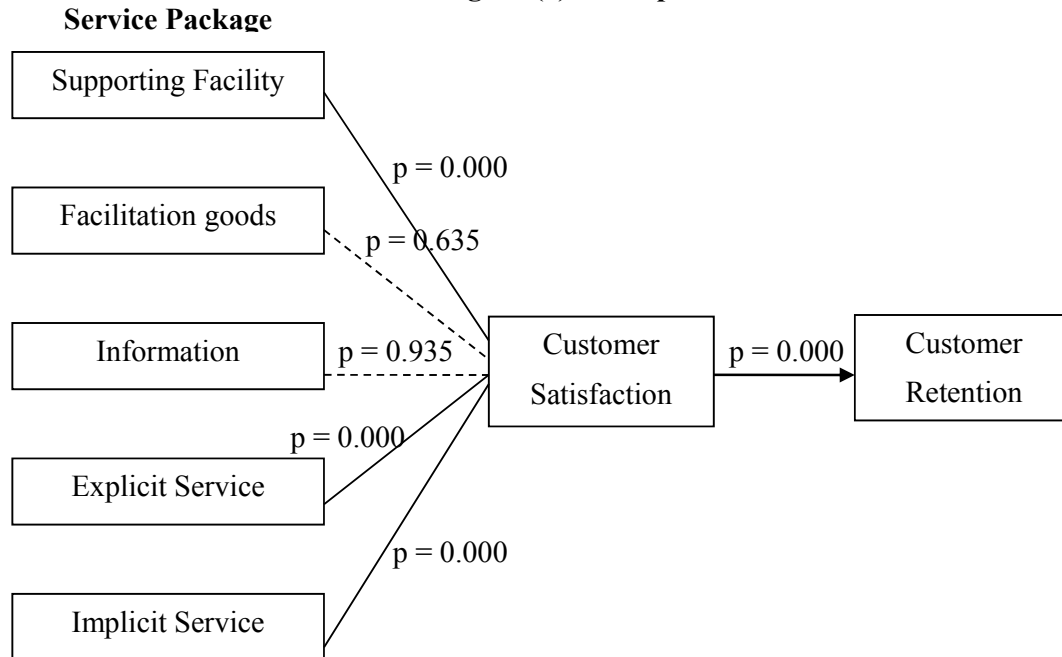 Service Package
Supporting Facility
p = 0.000
Facilitation goods
p = 0.635
Information
p = 0.935
Customer
Satisfaction
p = 0.000
Customer
Retention
p = 0.000
Explicit Service
p = 0.000
Implicit Service